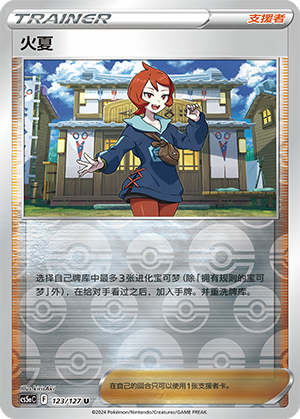 TRAINER
支援者
火夏
选择自己牌库中最多3张进化宝可梦(除「拥有规则的宝可
梦」外),在给对手看过之后,加入手牌。并重洗牌库。
cs5aC G 123/127 U
在自己的回合只可以使用1张支援者卡。
©2024 Pokémon/Nintendo/Creatures/GAME FREAK.